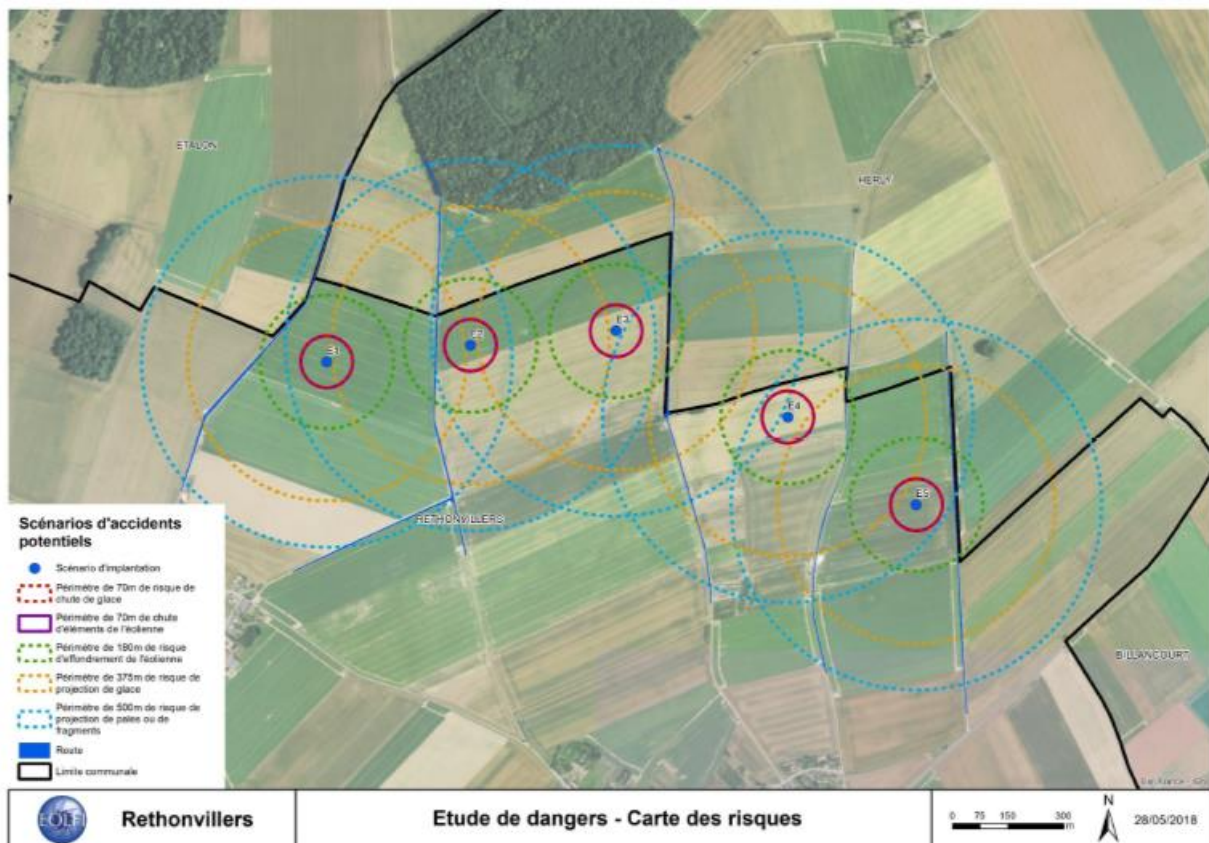 ETALON
HERLY
E1
E2
E3
E4
E5
RETHONVILLERS
BILLANCOURT
Scénarios d'accidents
potentiels
Scénario d'implantation
Périmètre de 70m de risque de
chute de glace
Périmètre de 70m de chute
d'éléments de l'éolienne
Périmètre de 180m de risque
d'effondrement de l'éolienne
Périmètre de 375m de risque de
projection de glace
Périmètre de 500m de risque de
projection de pales ou de
fragments
Route
Limite communale
Rethonvillers
Etude de dangers - Carte des risques
0 75 150 300
m
N
28/05/2018